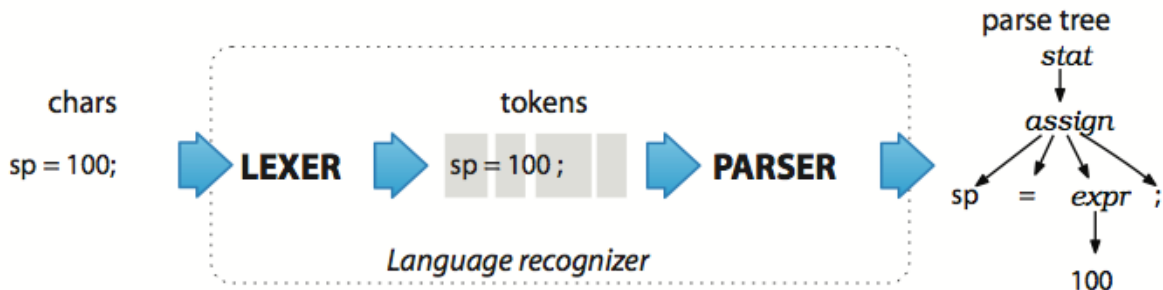 parse tree
stat
chars
tokens
assign
sp = 100;
LEXER
sp = 100 ;
PARSER
sp = expr ;
Language recognizer
100